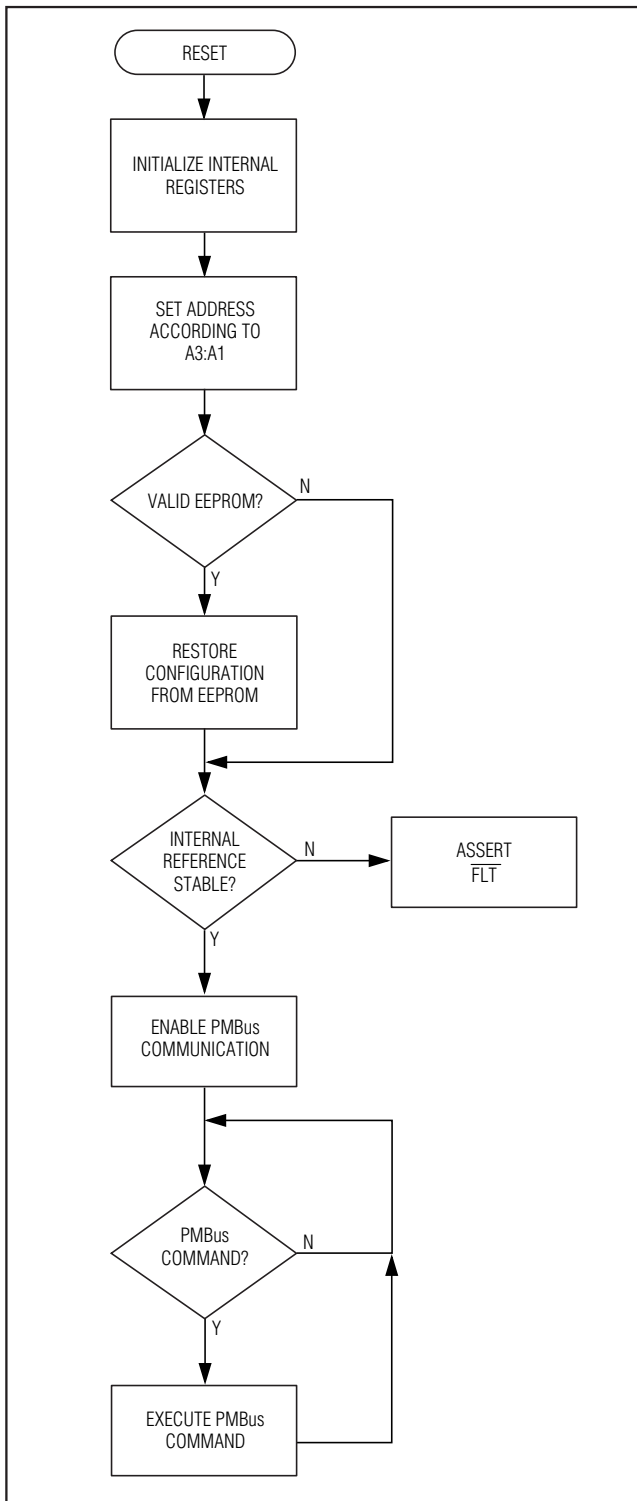 RESET
INITIALIZE INTERNAL
REGISTERS
SET ADDRESS
ACCORDING TO
A3:A1
VALID EEPROM?
N
Y
RESTORE
CONFIGURATION
FROM EEPROM
INTERNAL
REFERENCE
STABLE?
N
ASSERT
F̅L̅T̅
Y
ENABLE PMBus
COMMUNICATION
PMBus
COMMAND?
N
Y
EXECUTE PMBus
COMMAND